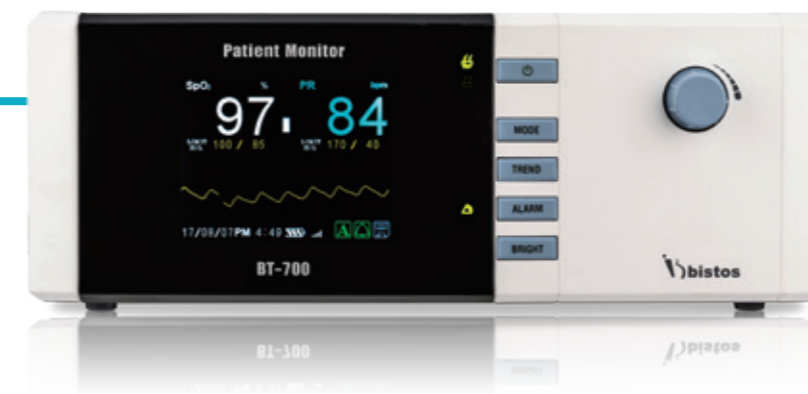 Patient Monitor
SpO₂ % PR bpm
97 84
100 / 85 170 / 40
17/08/07PM 4:49
A
BT-700
MODE
TREND
ALARM
BRIGHT
bistos